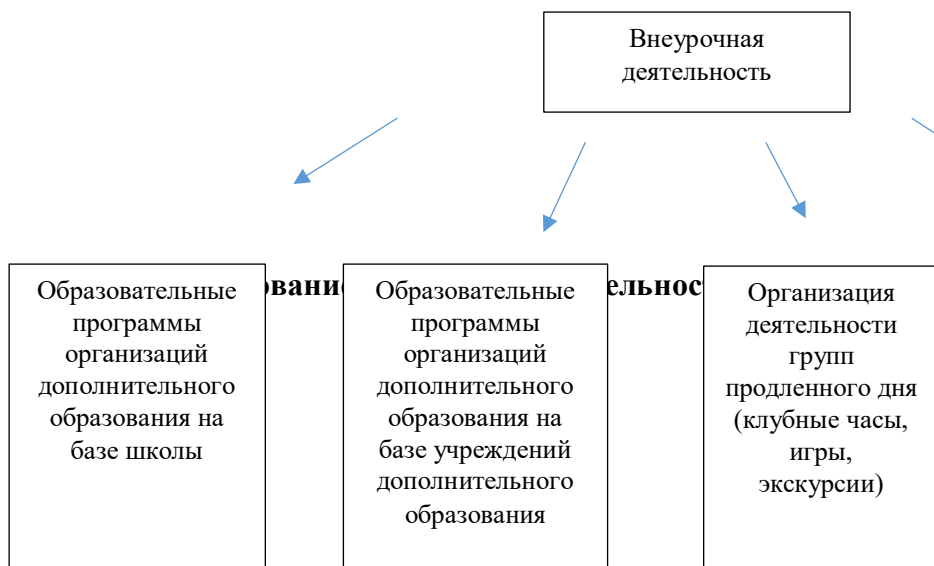 Внеурочная
деятельность
Образовательные
программы
организаций
дополнительного
образования на
базе школы
Образовательные
программы
организаций
дополнительного
образования на
базе учреждений
дополнительного
образования
Организация
деятельности
групп
продленного дня
(клубные часы,
игры,
экскурсии)